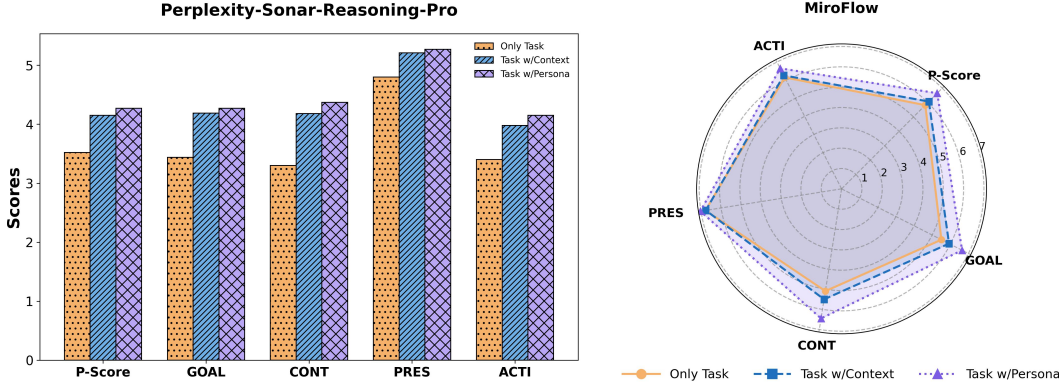 Perplexity-Sonar-Reasoning-Pro
Scores
5
4
3
2
1
0
Only Task
Task w/Context
Task w/Persona
P-Score
GOAL
CONT
PRES
ACTI
MiroFlow
ACTI
P-Score
PRES
GOAL
CONT
1
2
3
4
5
6
7
Only Task
Task w/Context
Task w/Persona